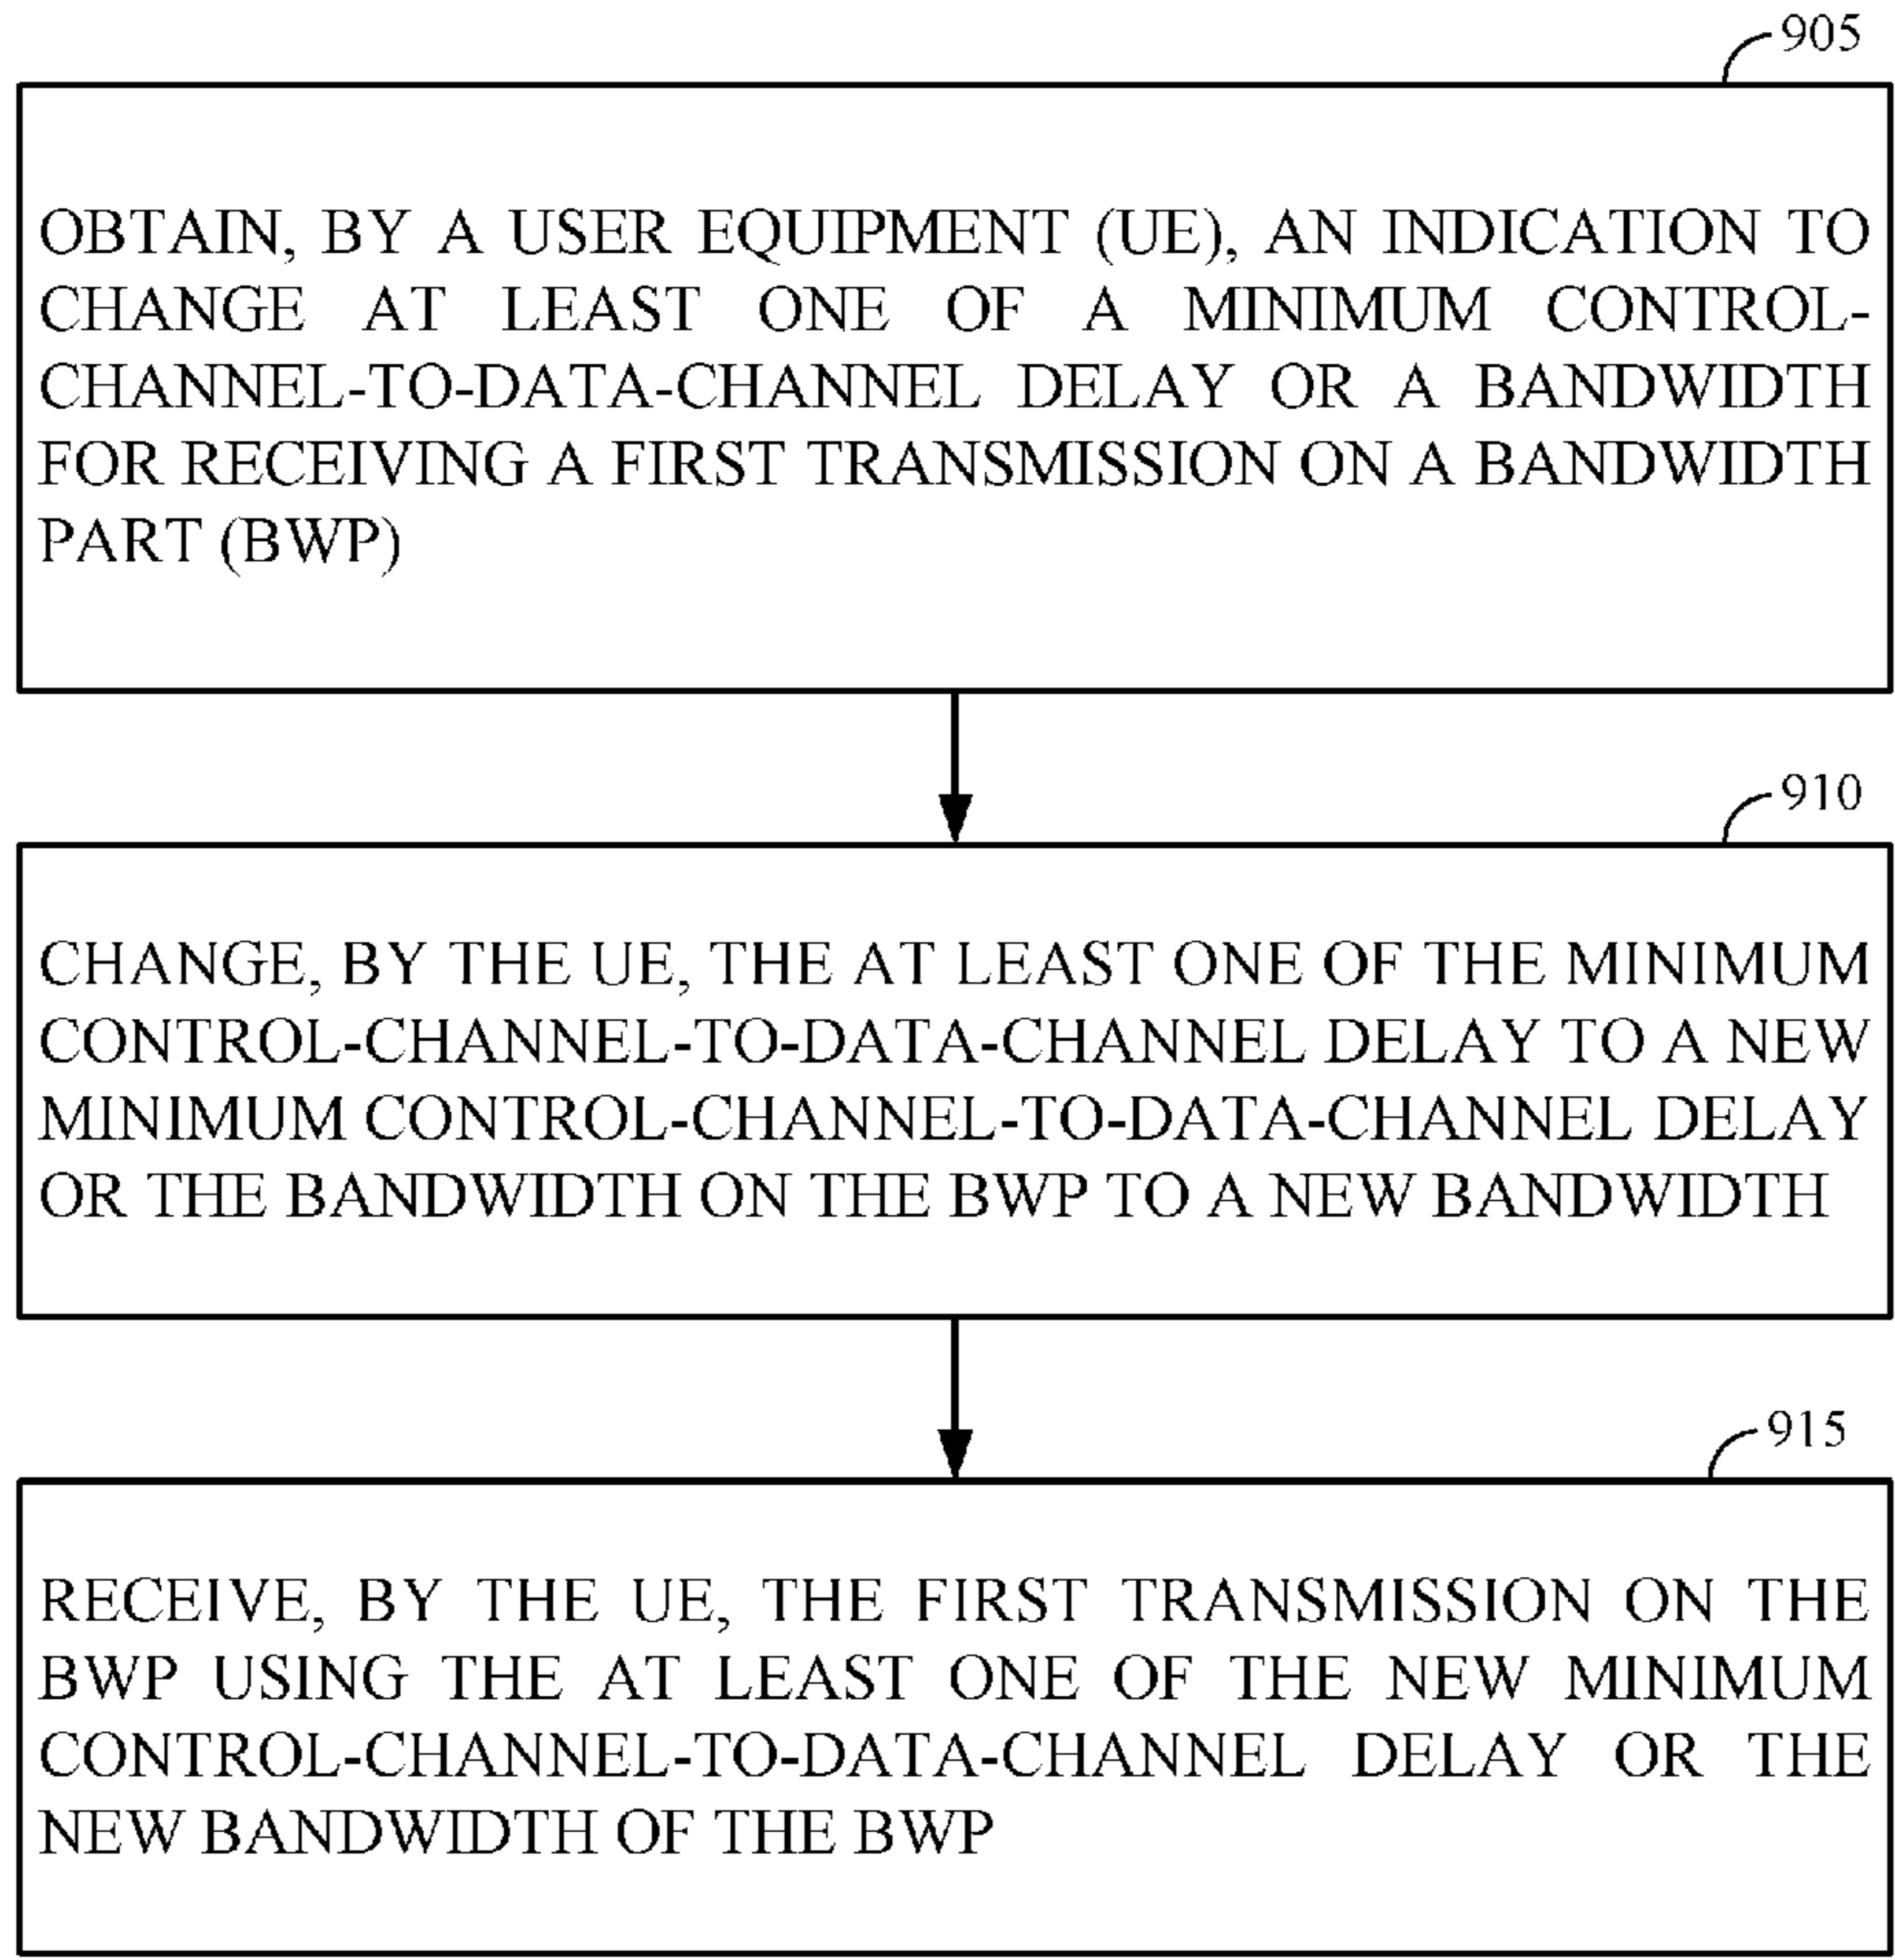 905
OBTAIN, BY A USER EQUIPMENT (UE), AN INDICATION TO
CHANGE AT LEAST ONE OF A MINIMUM CONTROL-
CHANNEL-TO-DATA-CHANNEL DELAY OR A BANDWIDTH
FOR RECEIVING A FIRST TRANSMISSION ON A BANDWIDTH
PART (BWP)
910
CHANGE, BY THE UE, THE AT LEAST ONE OF THE MINIMUM
CONTROL-CHANNEL-TO-DATA-CHANNEL DELAY TO A NEW
MINIMUM CONTROL-CHANNEL-TO-DATA-CHANNEL DELAY
OR THE BANDWIDTH ON THE BWP TO A NEW BANDWIDTH
915
RECEIVE, BY THE UE, THE FIRST TRANSMISSION ON THE
BWP USING THE AT LEAST ONE OF THE NEW MINIMUM
CONTROL-CHANNEL-TO-DATA-CHANNEL DELAY OR THE
NEW BANDWIDTH OF THE BWP